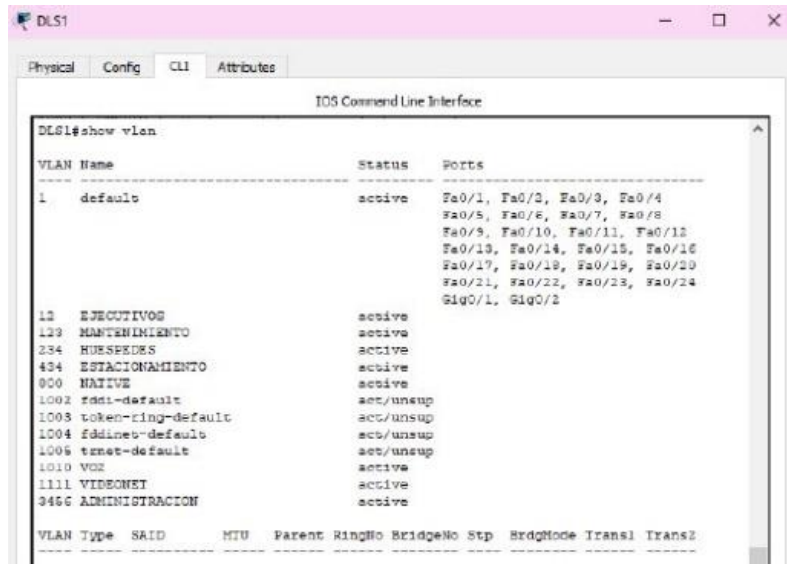 DLS1
Physical Config CLI Attributes
IOS Command Line Interface
DLS1#show vlan
VLAN Name Status Ports
1 default active Fa0/1, Fa0/2, Fa0/3, Fa0/4
Fa0/5, Fa0/6, Fa0/7, Fa0/8
Fa0/9, Fa0/10, Fa0/11, Fa0/12
Fa0/13, Fa0/14, Fa0/15, Fa0/16
Fa0/17, Fa0/18, Fa0/19, Fa0/20
Fa0/21, Fa0/22, Fa0/23, Fa0/24
Gig0/1, Gig0/2
12 EJECUTIVOS active
123 MANTENIMIENTO active
234 HUESPEDES active
434 ESTACIONAMIENTO active
800 NATIVE active
1002 fddi-default act/unsup
1003 token-ring-default act/unsup
1004 fddinet-default act/unsup
1005 trnet-default act/unsup
1010 VOZ active
1111 VIDEONET active
3456 ADMINISTRACION active
VLAN Type SAID MTU Parent RingNo BridgeNo Stp BrdgMode Trans1 Trans2